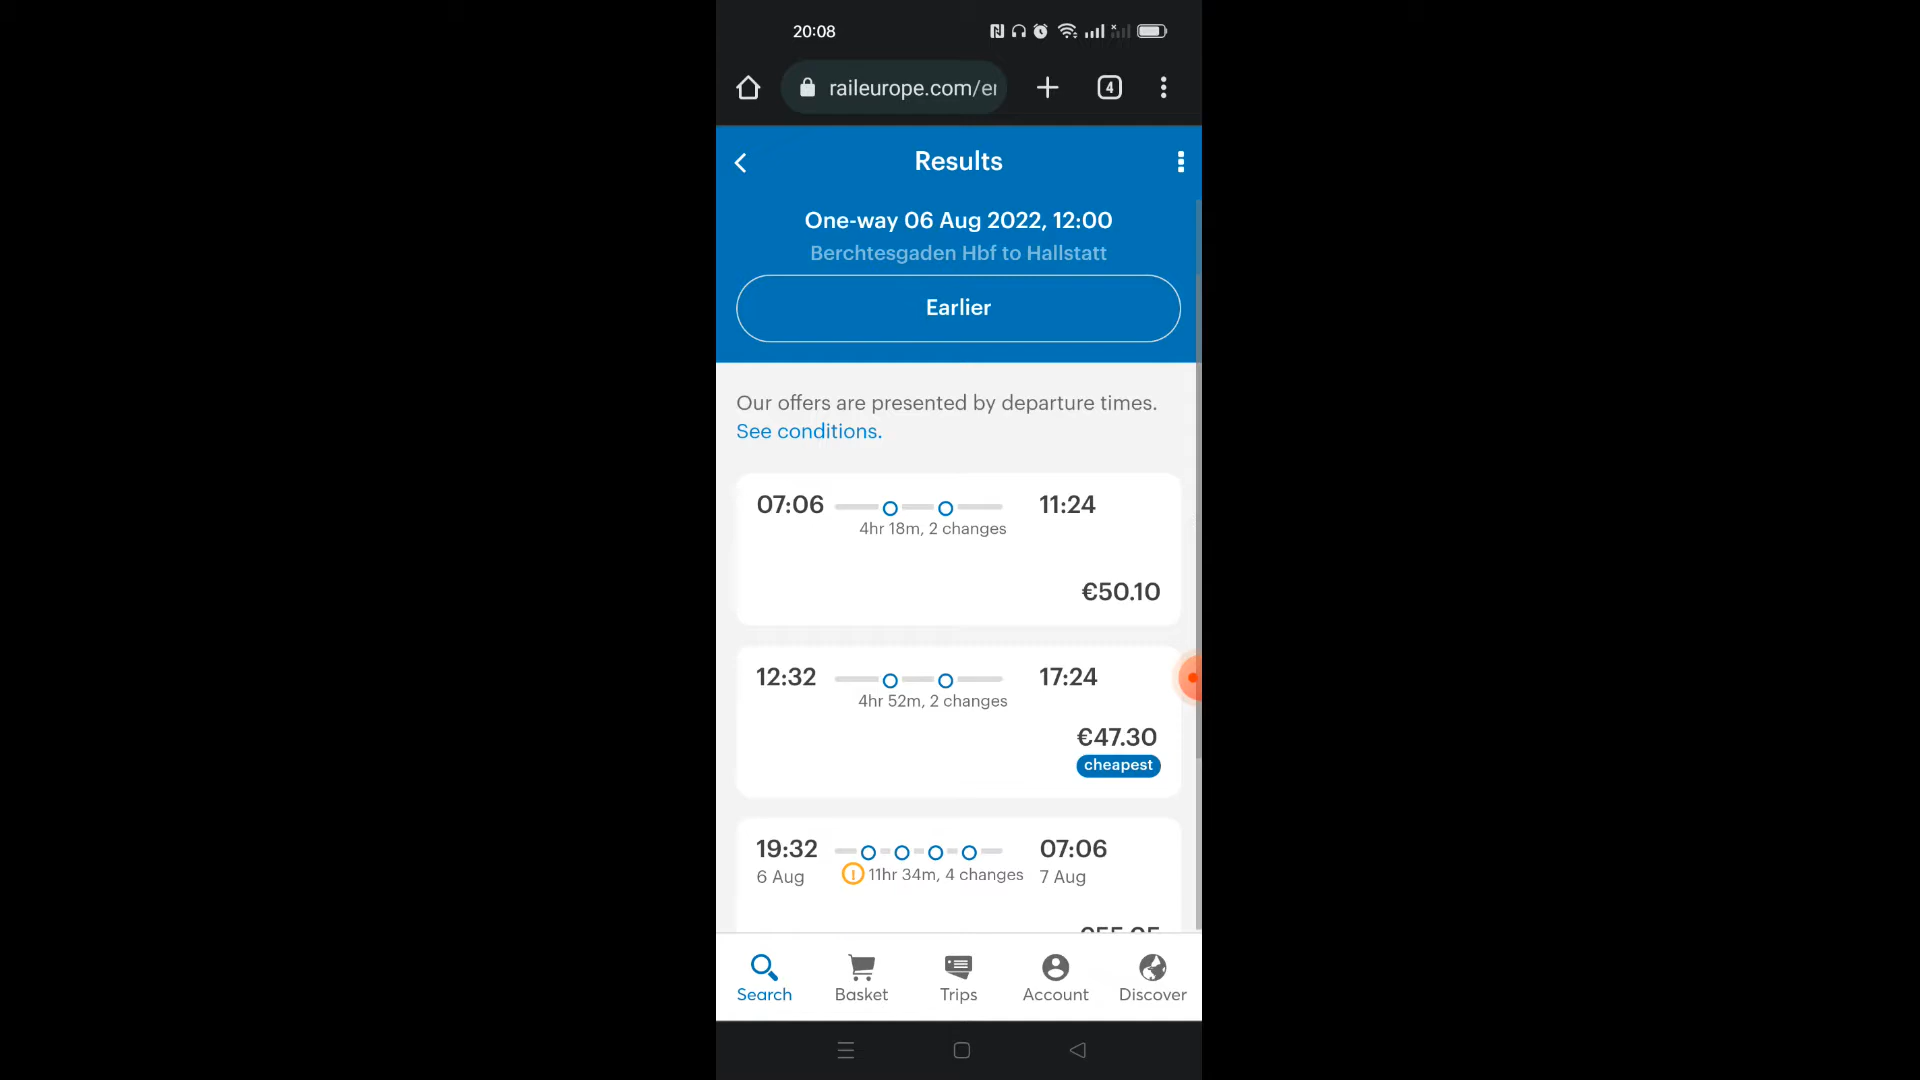 20:08
raileurope.com/en
4
Results
One-way 06 Aug 2022, 12:00
Berchtesgaden Hbf to Hallstatt
Earlier
Our offers are presented by departure times.
See conditions.
07:06 11:24
4hr 18m, 2 changes
€50.10
12:32 17:24
4hr 52m, 2 changes
€47.30
cheapest
19:32 07:06
6 Aug 11hr 34m, 4 changes 7 Aug
Search Basket Trips Account Discover